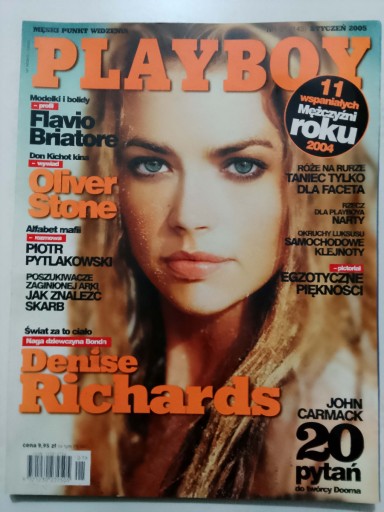 MĘSKIE PUNKTY WIDZENIA
STYCZEŃ 2005
PLAYBOY
Modelki i bolidy
– profil
Flavio
Briatore
Don Kichot kina
– wywiad
Oliver
Stone
Alfabet mafii
– rozmowa
PIOTR
PYTLAKOWSKI
POSZUKIWACZE
ZAGINIONEJ ARKI
JAK ZNALEŹĆ
SKARB
Świat za to ciało
Naga dziewczyna Bonda
Denise
Richards
cena 9,95 zł
11
wspaniałych
Mężczyźni
roku
2004
RÓŻE NA RURZE
TANIEC TYLKO
DLA FACETA
RZECZ
DLA PLAYBOYA
NARTY
OKRUCHY LUKSUSU
SAMOCHODOWE
KLEJNOTY
– pictorial
EGZOTYCZNE
PIĘKNOŚCI
JOHN
CARMACK
20
pytań
do twórcy Dooma